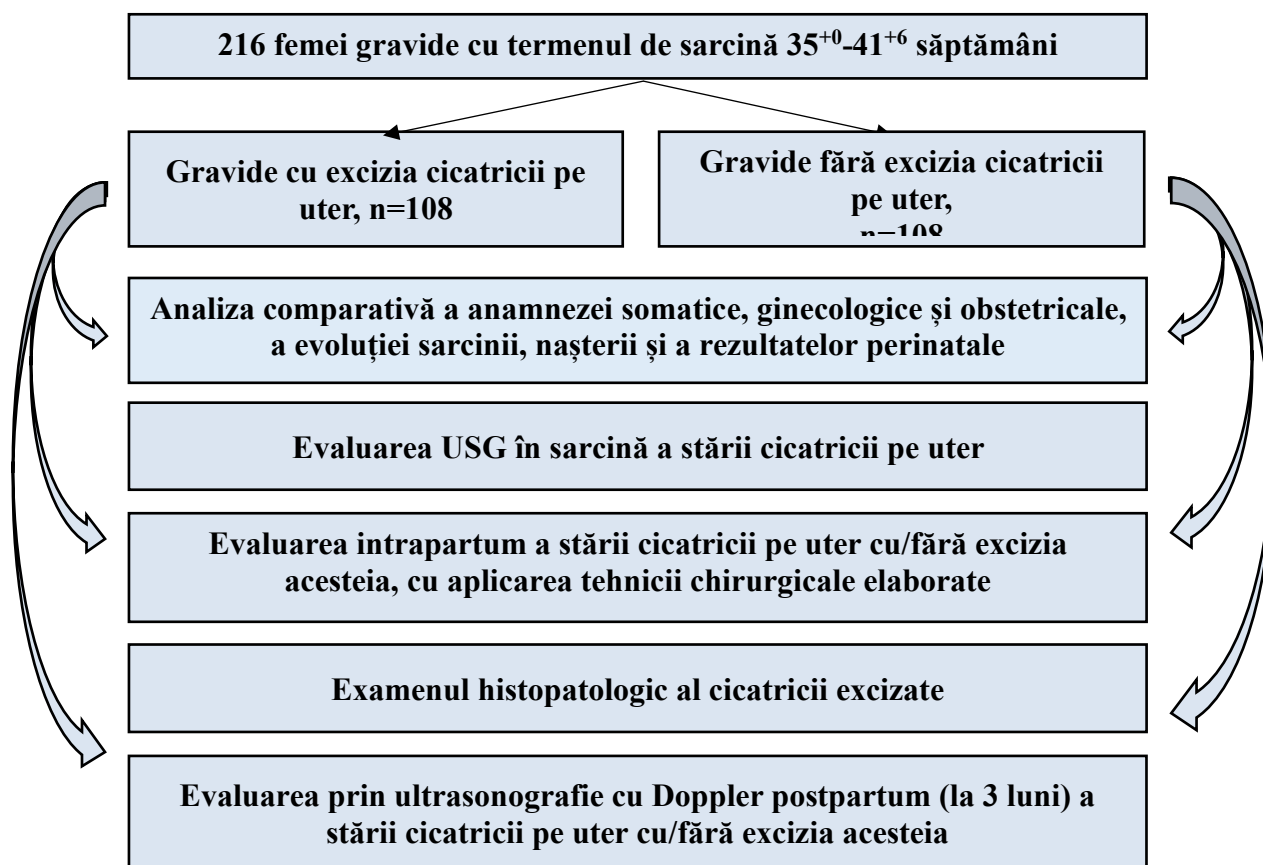 216 femei gravide cu termenul de sarcină 35⁺⁰-41⁺⁶ săptămâni
Gravide cu excizia cicatricii pe
uter, n=108
Gravide fără excizia cicatricii
pe uter,
n=108
Analiza comparativă a anamnezei somatice, ginecologice și obstetricale,
a evoluției sarcinii, nașterii și a rezultatelor perinatale
Evaluarea USG în sarcină a stării cicatricii pe uter
Evaluarea intrapartum a stării cicatricii pe uter cu/fără excizia
acesteia, cu aplicarea tehnicii chirurgicale elaborate
Examenul histopatologic al cicatricii excizate
Evaluarea prin ultrasonografie cu Doppler postpartum (la 3 luni) a
stării cicatricii pe uter cu/fără excizia acesteia